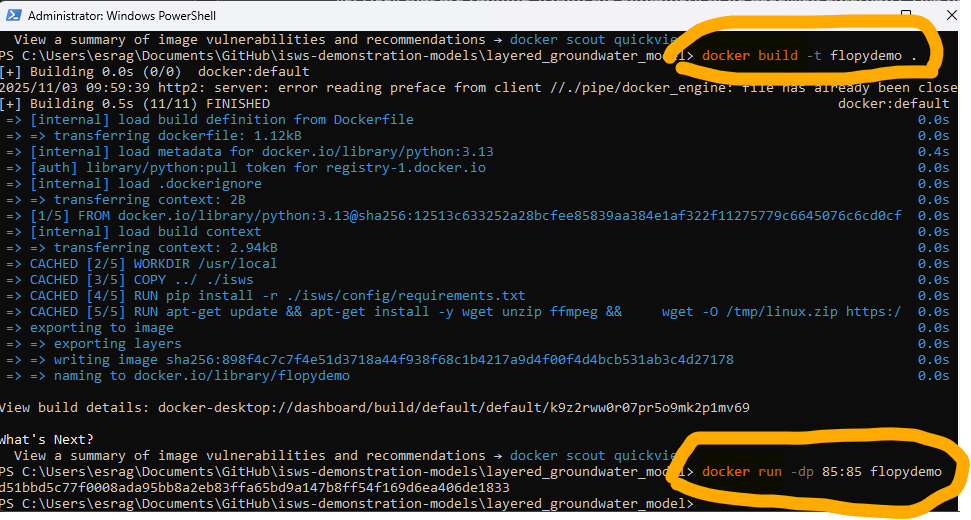 Administrator: Windows PowerShell
View a summary of image vulnerabilities and recommendations → docker scout quickvie
PS C:\Users\esrag\Documents\GitHub\isws-demonstration-models\layered_groundwater_model> docker build -t flopydemo .
[+] Building 0.0s (0/0)  docker:default
2025/11/03 09:59:39 http2: server: error reading preface from client //./pipe/docker_engine: file has already been close
[+] Building 0.5s (11/11) FINISHED docker:default
=> [internal] load build definition from Dockerfile 0.0s
=> => transferring dockerfile: 1.12kB 0.0s
=> [internal] load metadata for docker.io/library/python:3.13 0.4s
=> [auth] library/python:pull token for registry-1.docker.io 0.0s
=> [internal] load .dockerignore 0.0s
=> => transferring context: 2B 0.0s
=> [1/5] FROM docker.io/library/python:3.13@sha256:12513c633252a28bcfee85839aa384e1af322f11275779c6645076c6cd0cf 0.0s
=> [internal] load build context 0.0s
=> => transferring context: 2.94kB 0.0s
=> CACHED [2/5] WORKDIR /usr/local 0.0s
=> CACHED [3/5] COPY ../ ./isws 0.0s
=> CACHED [4/5] RUN pip install -r ./isws/config/requirements.txt 0.0s
=> CACHED [5/5] RUN apt-get update && apt-get install -y wget unzip ffmpeg &&     wget -O /tmp/linux.zip https:/ 0.0s
=> exporting to image 0.0s
=> => exporting layers 0.0s
=> => writing image sha256:898f4c7c7f4e51d3718a44f938f68c1b4217a9d4f00f4d4bcb531ab3c4d27178 0.0s
=> => naming to docker.io/library/flopydemo 0.0s
View build details: docker-desktop://dashboard/build/default/default/k9z2rww0r07pr5o9mk2p1mv69
What's Next?
View a summary of image vulnerabilities and recommendations → docker scout quickvie
PS C:\Users\esrag\Documents\GitHub\isws-demonstration-models\layered_groundwater_model> docker run -dp 85:85 flopydemo
d51bbd5c77f0008ada95bb8a2eb83ffa65bd9a147b8ff54f169d6ea406de1833
PS C:\Users\esrag\Documents\GitHub\isws-demonstration-models\layered_groundwater_model>